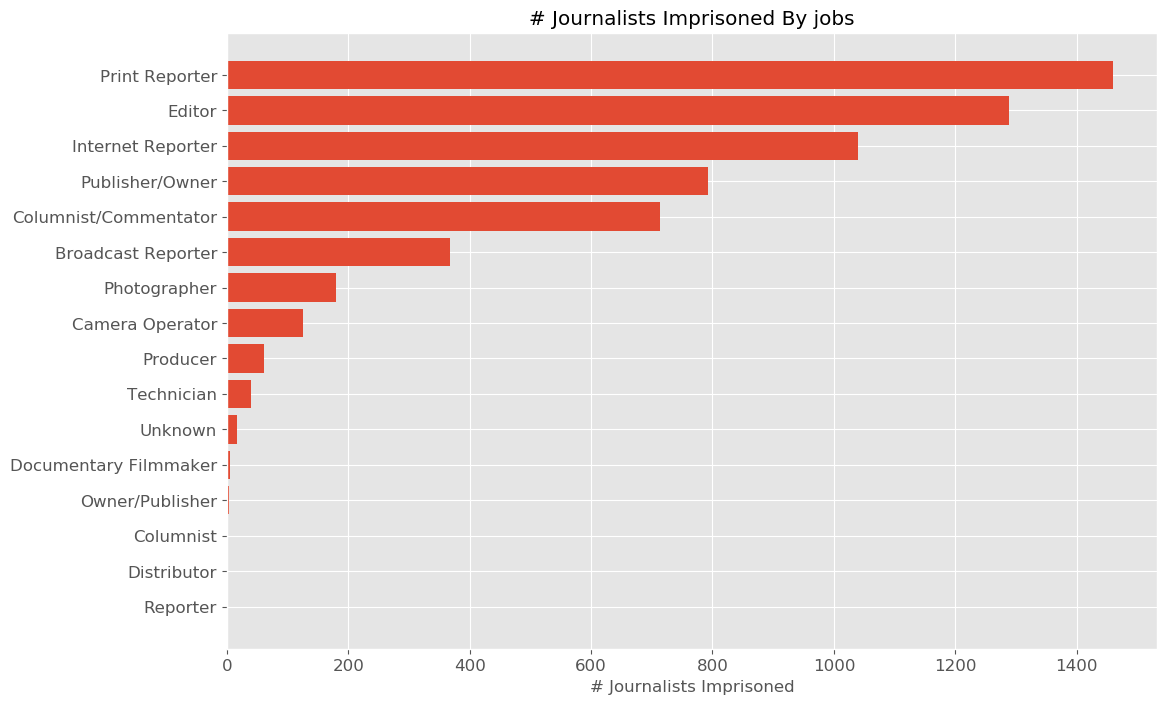 # Journalists Imprisoned By jobs
Print Reporter
Editor
Internet Reporter
Publisher/Owner
Columnist/Commentator
Broadcast Reporter
Photographer
Camera Operator
Producer
Technician
Unknown
Documentary Filmmaker
Owner/Publisher
Columnist
Distributor
Reporter
0 200 400 600 800 1000 1200 1400
# Journalists Imprisoned